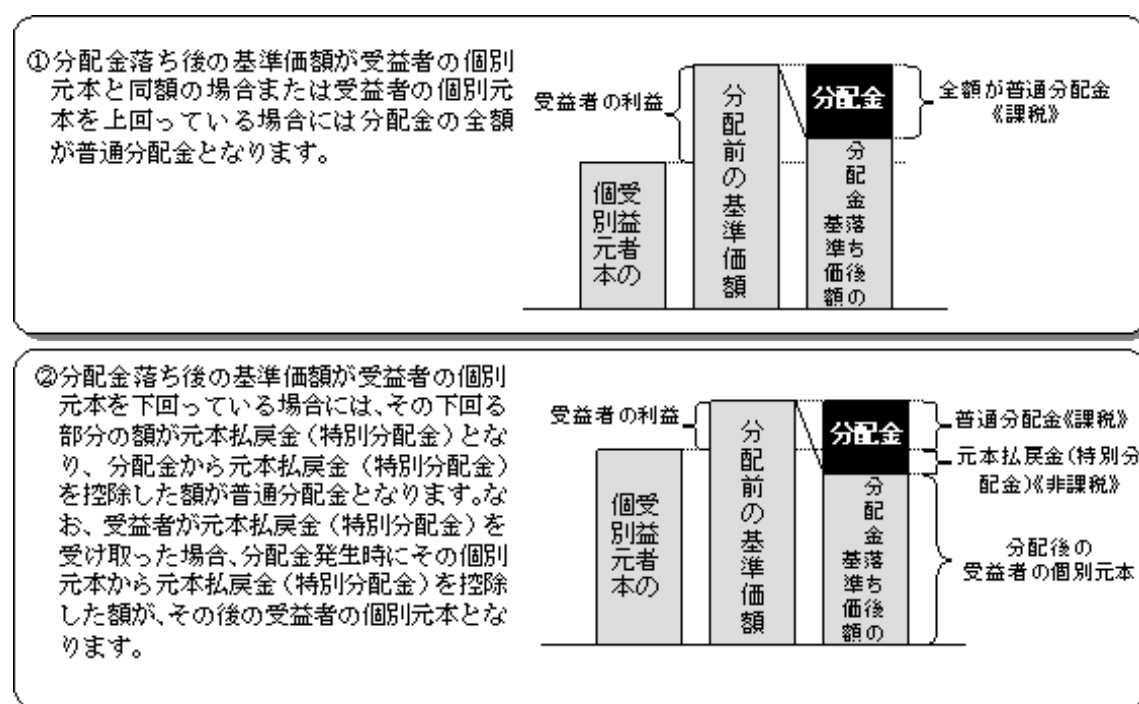 ①分配金落ち後の基準価額が受益者の個別
元本と同額の場合または受益者の個別元
本を上回っている場合には分配金の全額
が普通分配金となります。
受益者の利益
受益者の
個別元本
分配前の基準価額
分配金
分配金落ち後の
基準価額
全額が普通分配金
《課税》
②分配金落ち後の基準価額が受益者の個別
元本を下回っている場合には、その下回る
部分の額が元本払戻金(特別分配金)とな
り、分配金から元本払戻金(特別分配金)
を控除した額が普通分配金となります。な
お、受益者が元本払戻金(特別分配金)を
受け取った場合、分配金発生時にその個別
元本から元本払戻金(特別分配金)を控除
した額が、その後の受益者の個別元本とな
ります。
受益者の利益
受益者の
個別元本
分配前の基準価額
分配金
分配金落ち後の
基準価額
普通分配金《課税》
元本払戻金(特別分
配金)《非課税》
分配後の
受益者の個別元本